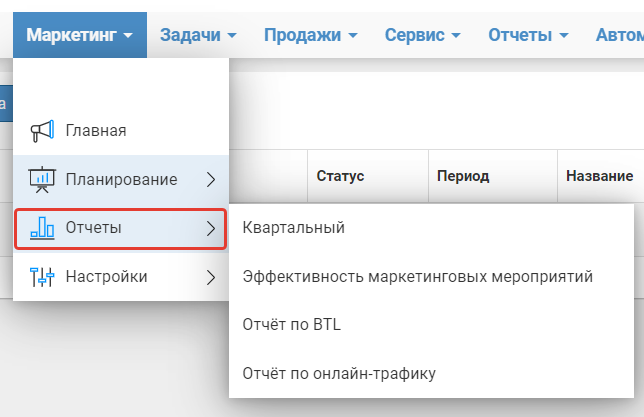 Маркетинг Задачи Продажи Сервис Отчеты
а
Главная
Планирование
Отчеты
Настройки
Статус Период Название
Квартальный
Эффективность маркетинговых мероприятий
Отчёт по BTL
Отчёт по онлайн-трафику